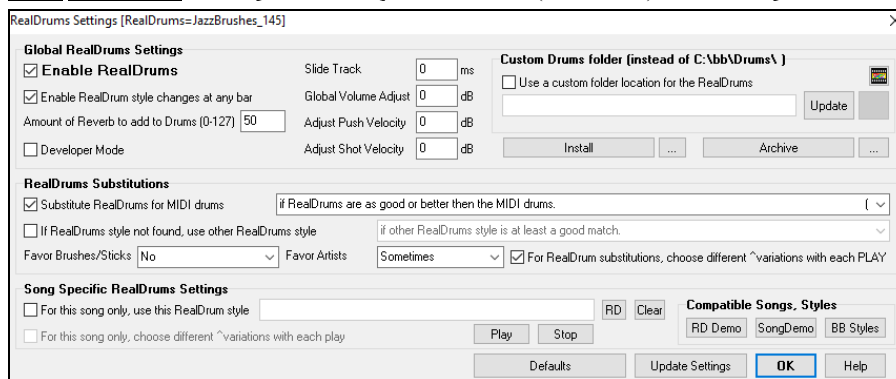 RealDrums Settings [RealDrums=JazzBrushes_145]
Global RealDrums Settings
Enable RealDrums
Slide Track 0 ms
Custom Drums folder (instead of C:\bb\Drums\ )
Use a custom folder location for the RealDrums
Enable RealDrum style changes at any bar
Global Volume Adjust 0 dB
Update
Amount of Reverb to add to Drums (0-127) 50
Adjust Push Velocity 0 dB
Developer Mode
Adjust Shot Velocity 0 dB
Install ... Archive ...
RealDrums Substitutions
Substitute RealDrums for MIDI drums if RealDrums are as good or better then the MIDI drums. (
If RealDrums style not found, use other RealDrums style if other RealDrums style is at least a good match.
Favor Brushes/Sticks No Favor Artists Sometimes For RealDrum substitutions, choose different ^variations with each PLAY
Song Specific RealDrums Settings
For this song only, use this RealDrum style RD Clear
Compatible Songs, Styles
For this song only, choose different ^variations with each play
Play Stop
RD Demo SongDemo BB Styles
Defaults Update Settings OK Help